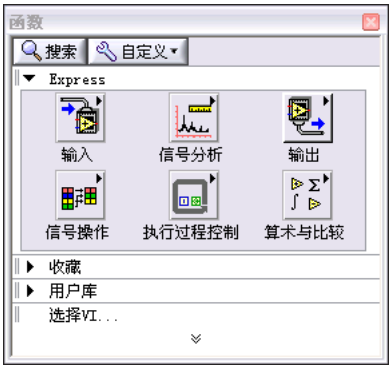 函数
搜索 自定义
Express
输入 信号分析 输出
信号操作 执行过程控制 算术与比较
收藏
用户库
选择VI...